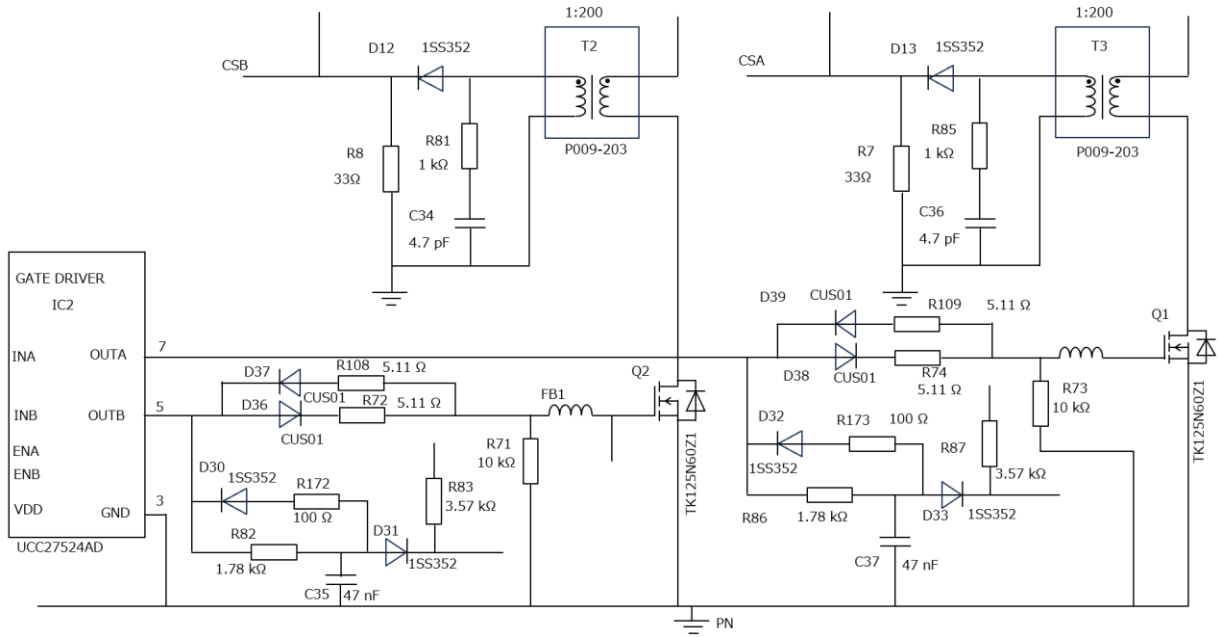 1:200
1:200
D12
1SS352
T2
D13
1SS352
T3
CSB
CSA
R81
1 kΩ
R85
1 kΩ
R8
33Ω
P009-203
R7
33Ω
P009-203
C34
4.7 pF
C36
4.7 pF
GATE DRIVER
IC2
D39
CUS01
R109
5.11 Ω
Q1
7
INA
OUTA
D37
R108
5.11 Ω
Q2
D38
CUS01
R74
5.11 Ω
R73
10 kΩ
5
INB
OUTB
D36
CUS01
R72
5.11 Ω
FB1
CUS01
D32
R173
100 Ω
R87
TK125N60Z1
ENA
ENB
R71
10 kΩ
TK125N60Z1
D30
1SS352
R172
R83
3.57 kΩ
1SS352
3.57 kΩ
3
VDD
GND
100 Ω
D31
R86
1.78 kΩ
D33
1SS352
R82
1.78 kΩ
1SS352
UCC27524AD
C37
47 nF
C35
47 nF
PN